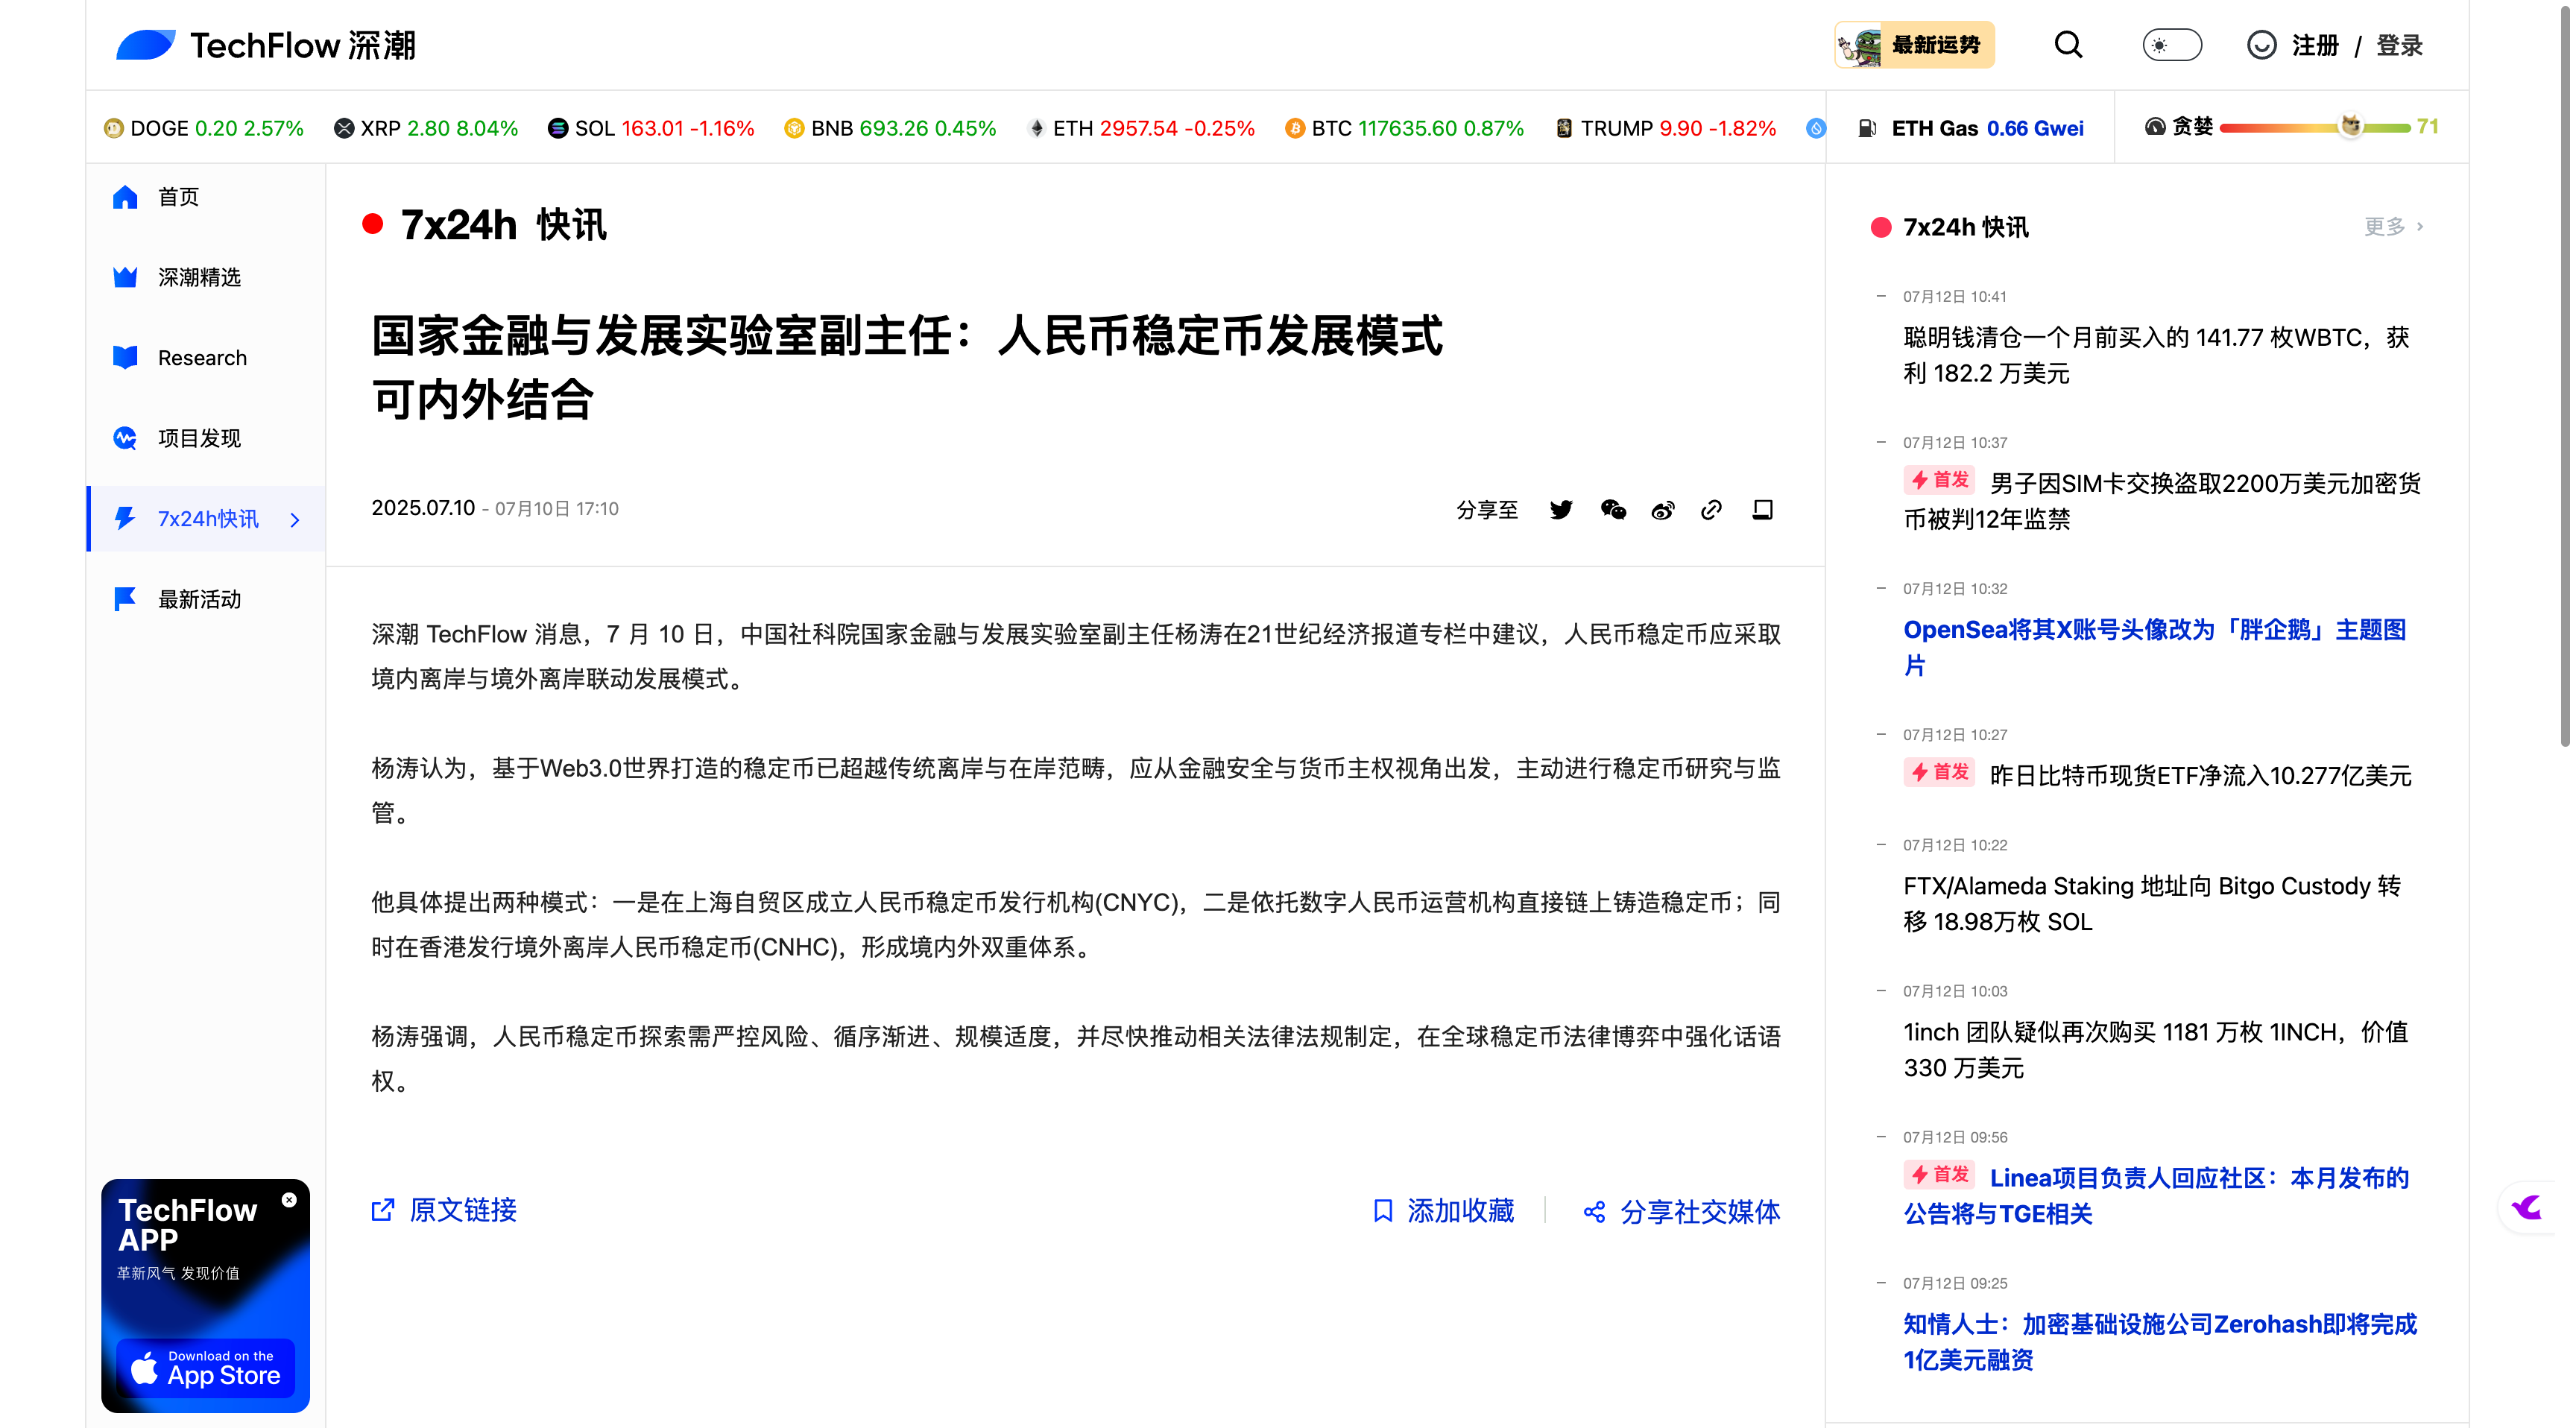 TechFlow 深潮
最新运势
注册 / 登录
DOGE 0.20 2.57%
XRP 2.80 8.04%
SOL 163.01 -1.16%
BNB 693.26 0.45%
ETH 2957.54 -0.25%
BTC 117635.60 0.87%
TRUMP 9.90 -1.82%
ETH Gas 0.66 Gwei
贪婪 71
首页
深潮精选
Research
项目发现
7x24h快讯
最新活动
TechFlow
APP
革新风气 发现价值
Download on the
App Store
7x24h 快讯
国家金融与发展实验室副主任：人民币稳定币发展模式
可内外结合
2025.07.10 - 07月10日 17:10
分享至
深潮 TechFlow 消息，7 月 10 日，中国社科院国家金融与发展实验室副主任杨涛在21世纪经济报道专栏中建议，人民币稳定币应采取
境内离岸与境外离岸联动发展模式。
杨涛认为，基于Web3.0世界打造的稳定币已超越传统离岸与在岸范畴，应从金融安全与货币主权视角出发，主动进行稳定币研究与监
管。
他具体提出两种模式：一是在上海自贸区成立人民币稳定币发行机构(CNYC)，二是依托数字人民币运营机构直接链上铸造稳定币；同
时在香港发行境外离岸人民币稳定币(CNHC)，形成境内外双重体系。
杨涛强调，人民币稳定币探索需严控风险、循序渐进、规模适度，并尽快推动相关法律法规制定，在全球稳定币法律博弈中强化话语
权。
原文链接
添加收藏
分享社交媒体
7x24h 快讯
更多
07月12日 10:41
聪明钱清仓一个月前买入的 141.77 枚WBTC，获
利 182.2 万美元
07月12日 10:37
首发 男子因SIM卡交换盗取2200万美元加密货
币被判12年监禁
07月12日 10:32
OpenSea将其X账号头像改为「胖企鹅」主题图
片
07月12日 10:27
首发 昨日比特币现货ETF净流入10.277亿美元
07月12日 10:22
FTX/Alameda Staking 地址向 Bitgo Custody 转
移 18.98万枚 SOL
07月12日 10:03
1inch 团队疑似再次购买 1181 万枚 1INCH，价值
330 万美元
07月12日 09:56
首发 Linea项目负责人回应社区：本月发布的
公告将与TGE相关
07月12日 09:25
知情人士：加密基础设施公司Zerohash即将完成
1亿美元融资